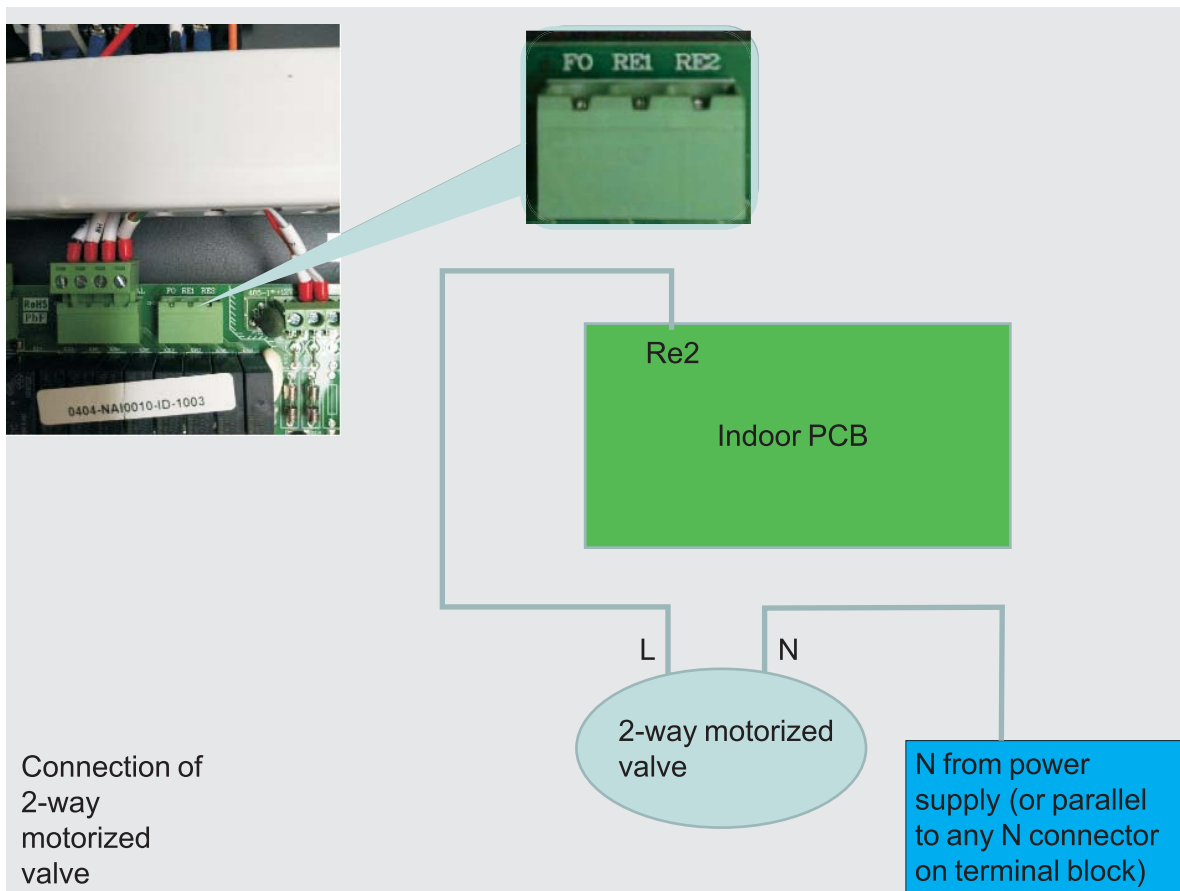 FO RE1 RE2
FO RE1 RE2
RoHS
PbF
0404-NAI0010-ID-1003
Re2
Indoor PCB
L
N
2-way motorized
valve
Connection of
2-way
motorized
valve
N from power
supply (or parallel
to any N connector
on terminal block)